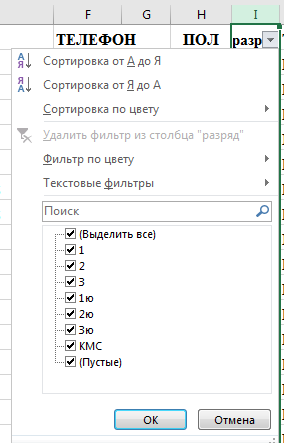 F G H I
ТЕЛЕФОН ПОЛ разр
Сортировка от А до Я
Сортировка от Я до А
Сортировка по цвету
Удалить фильтр из столбца "разряд"
Фильтр по цвету
Текстовые фильтры
Поиск
(Выделить все)
1
2
3
1ю
2ю
3ю
КМС
(Пустые)
ОК Отмена